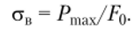 σв = Pmax/F0.